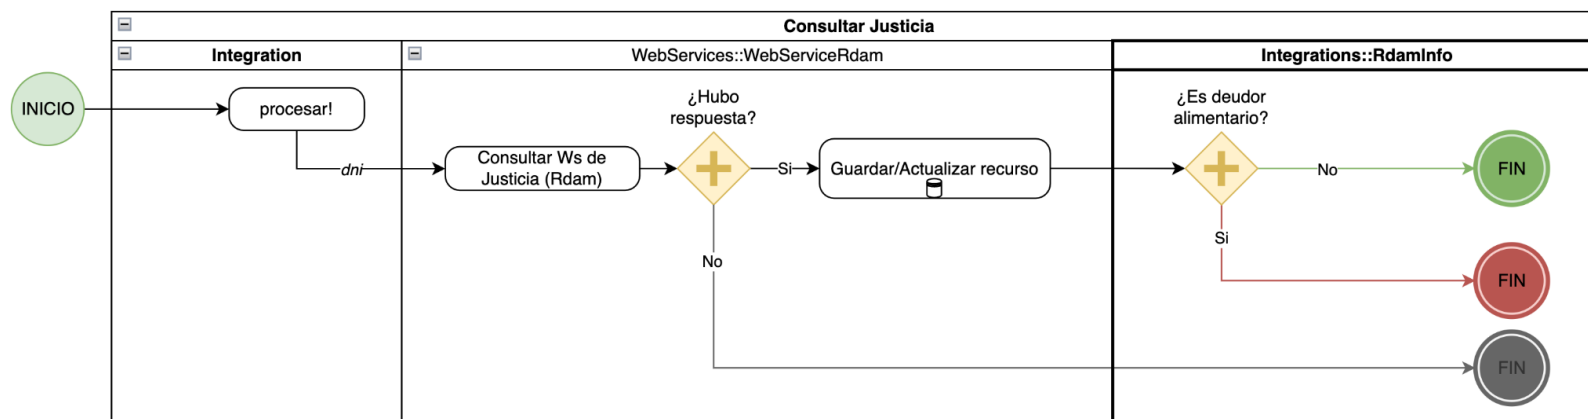 Consultar Justicia
Integration
WebServices::WebServiceRdam
Integrations::RdamInfo
INICIO
procesar!
dni
Consultar Ws de
Justicia (Rdam)
¿Hubo
respuesta?
Si
No
Guardar/Actualizar recurso
¿Es deudor
alimentario?
No
Si
FIN
FIN
FIN